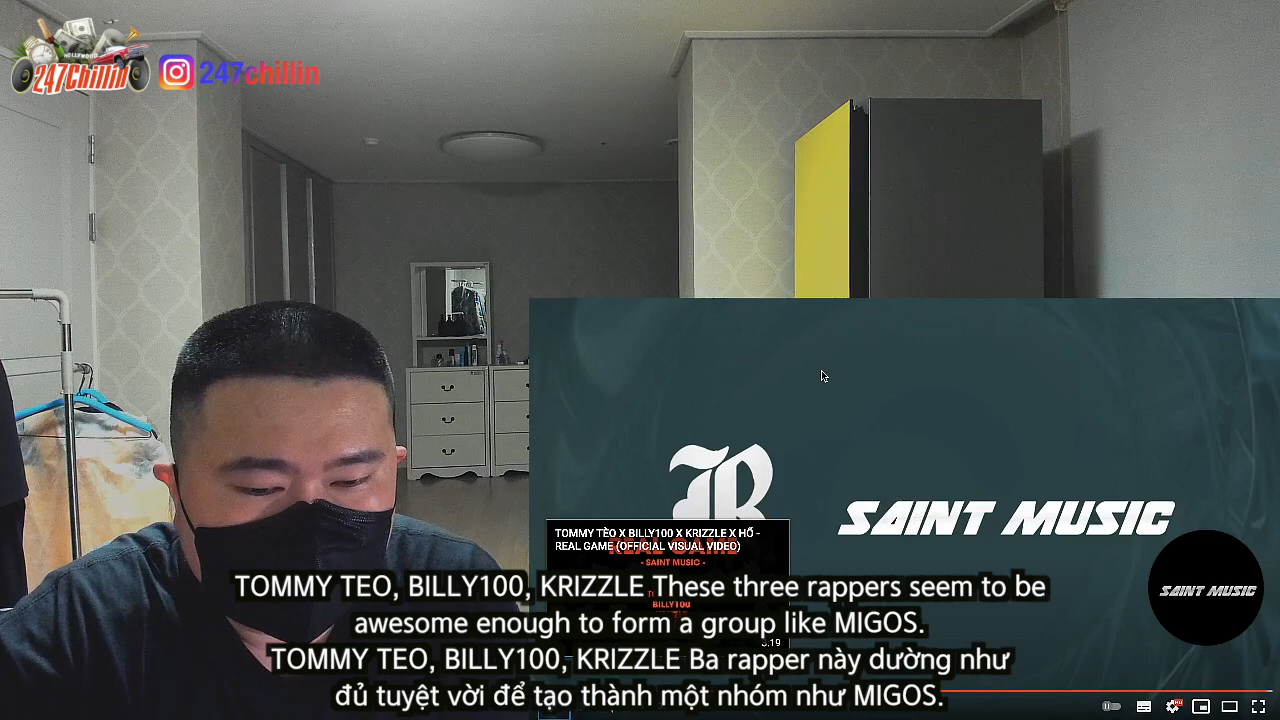 HOLLYWOOD
247Chillin
247chillin
R
SAINT MUSIC
TOMMY TÈO X BILLY100 X KRIZZLE X HỔ -
REAL GAME (OFFICIAL VISUAL VIDEO)
- SAINT MUSIC -
BILLY100
SAINT MUSIC
TOMMY TEO, BILLY100, KRIZZLE These three rappers seem to be
awesome enough to form a group like MIGOS.
TOMMY TEO, BILLY100, KRIZZLE Ba rapper này dường như
đủ tuyệt vời để tạo thành một nhóm như MIGOS.